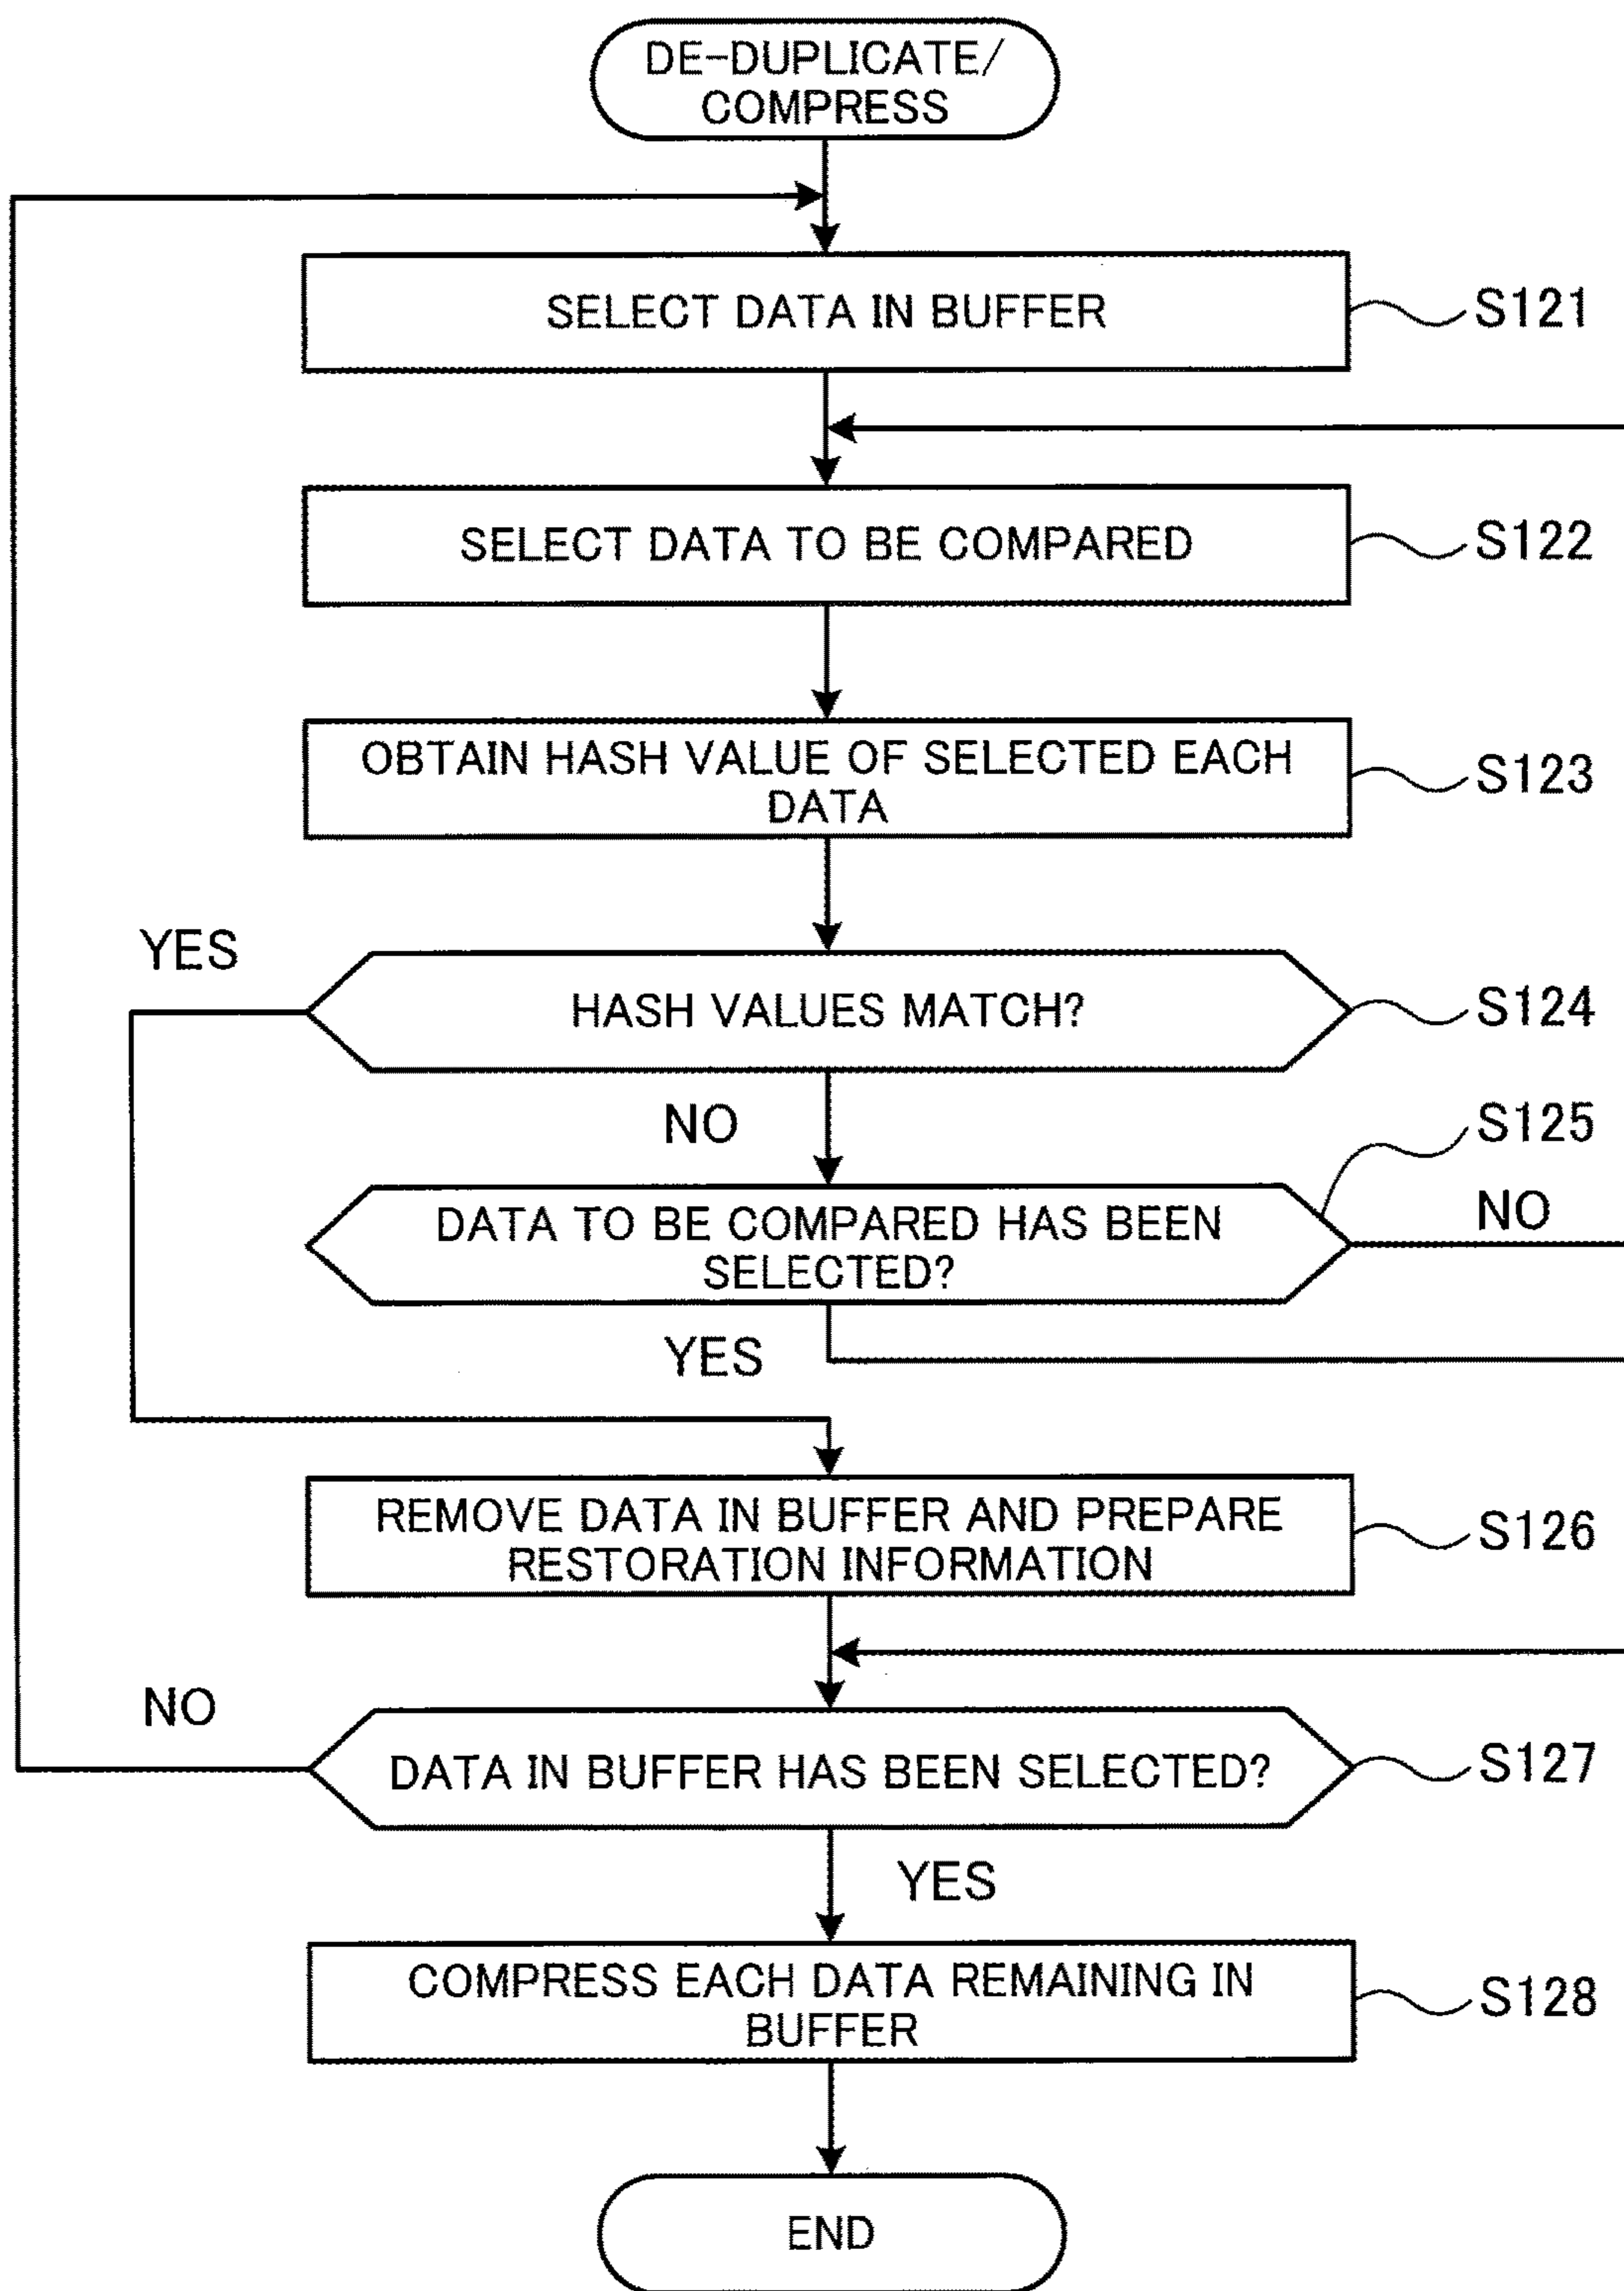 DE-DUPLICATE/
COMPRESS
SELECT DATA IN BUFFER
S121
SELECT DATA TO BE COMPARED
S122
OBTAIN HASH VALUE OF SELECTED EACH
DATA
S123
YES
HASH VALUES MATCH?
S124
NO
S125
DATA TO BE COMPARED HAS BEEN
SELECTED?
NO
YES
REMOVE DATA IN BUFFER AND PREPARE
RESTORATION INFORMATION
S126
NO
DATA IN BUFFER HAS BEEN SELECTED?
S127
YES
COMPRESS EACH DATA REMAINING IN
BUFFER
S128
END